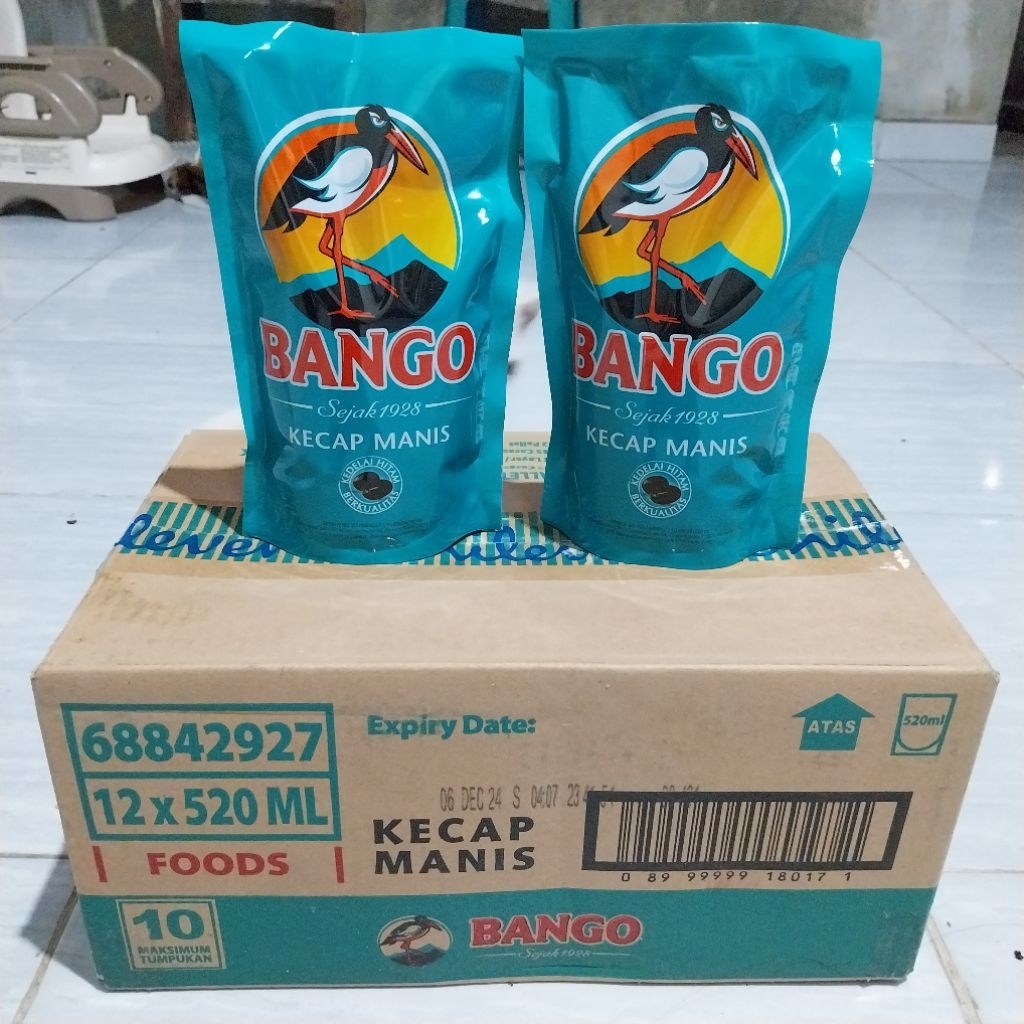 BANGO
Sejak 1928
KECAP MANIS
KEDELAI HITAM
BERKUALITAS
BANGO
Sejak 1928
KECAP MANIS
KEDELAI HITAM
BERKUALITAS
68842927
12 x 520 ML
FOODS
Expiry Date:
06 DEC 24 S 04:07
KECAP
MANIS
ATAS
520ml
0 89 99999 18017 1
10
MAKSIMUM
TUMPUKAN
BANGO
Sejak 1928